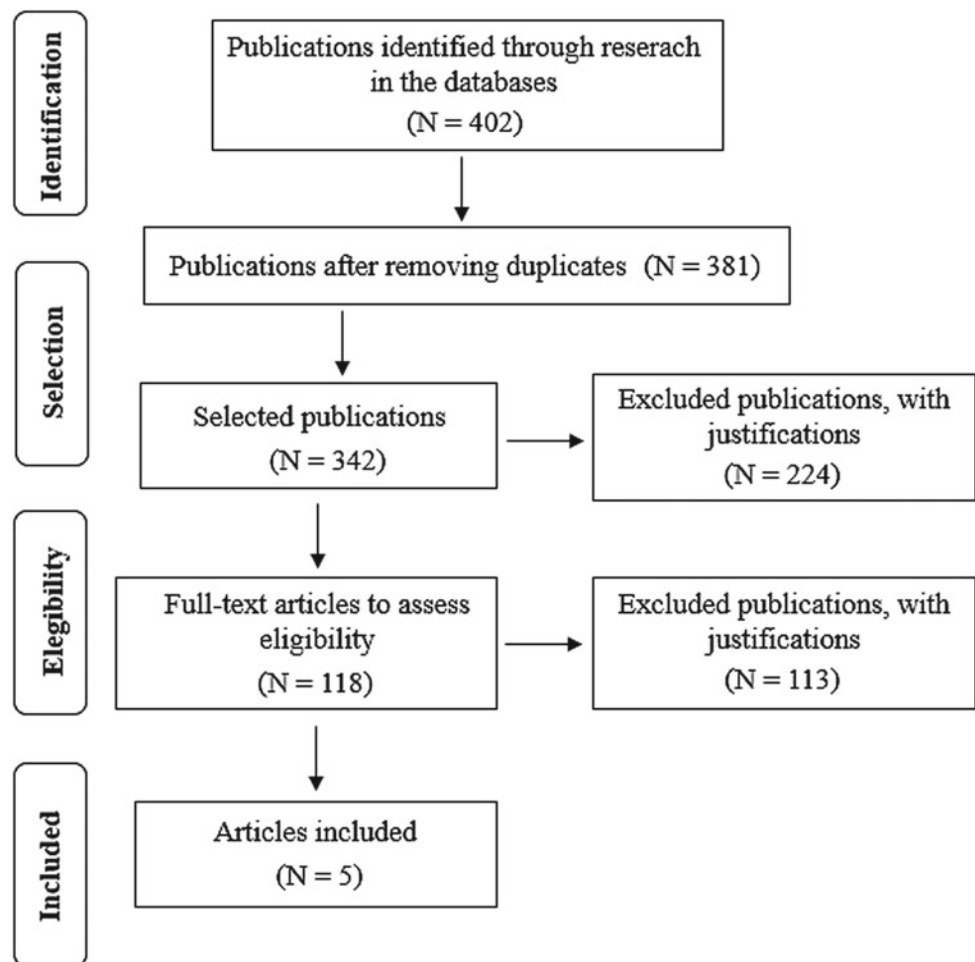 Identification
Publications identified through reserach
in the databases
(N = 402)
Selection
Publications after removing duplicates (N = 381)
Selected publications
(N = 342)
Excluded publications, with
justifications
(N = 224)
Elegibility
Full-text articles to assess
eligibility
(N = 118)
Excluded publications, with
justifications
(N = 113)
Included
Articles included
(N = 5)